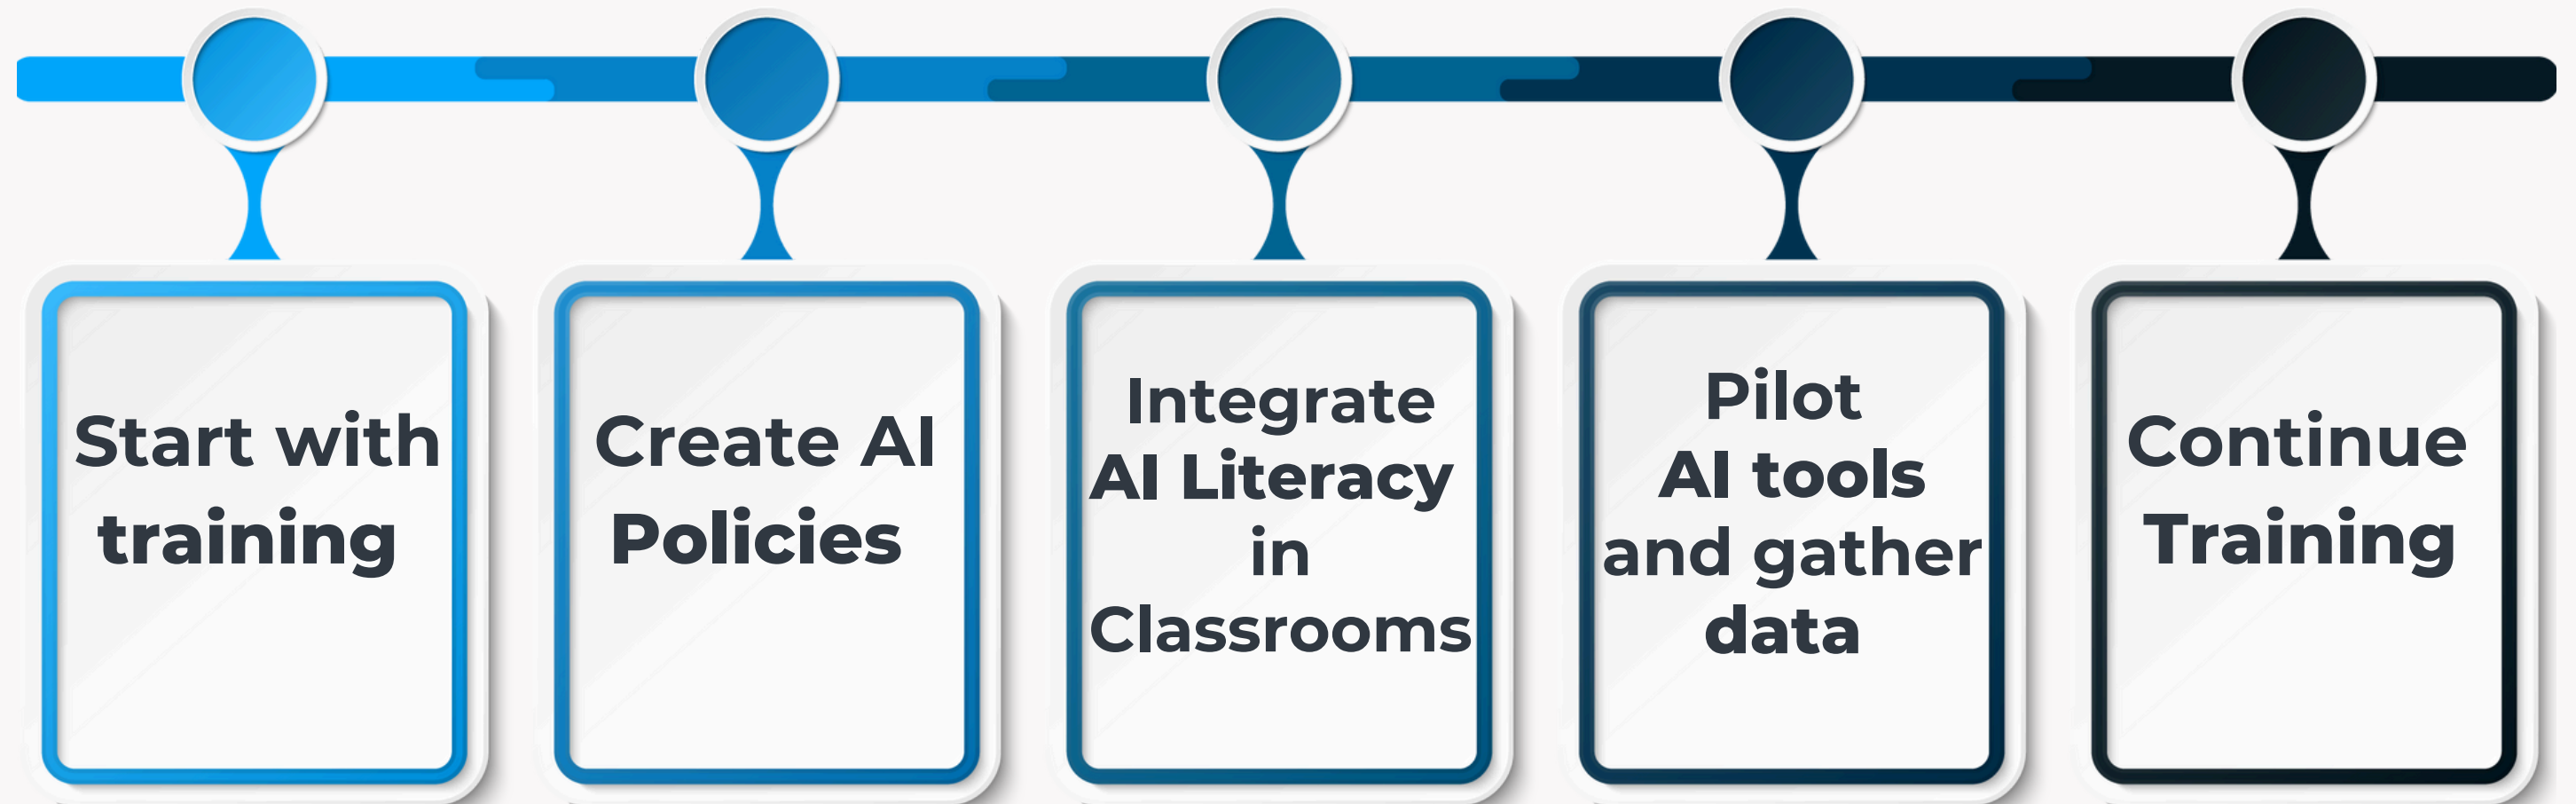 Start with
training
Create AI
Policies
Integrate
AI Literacy
in
Classrooms
Pilot
AI tools
and gather
data
Continue
Training